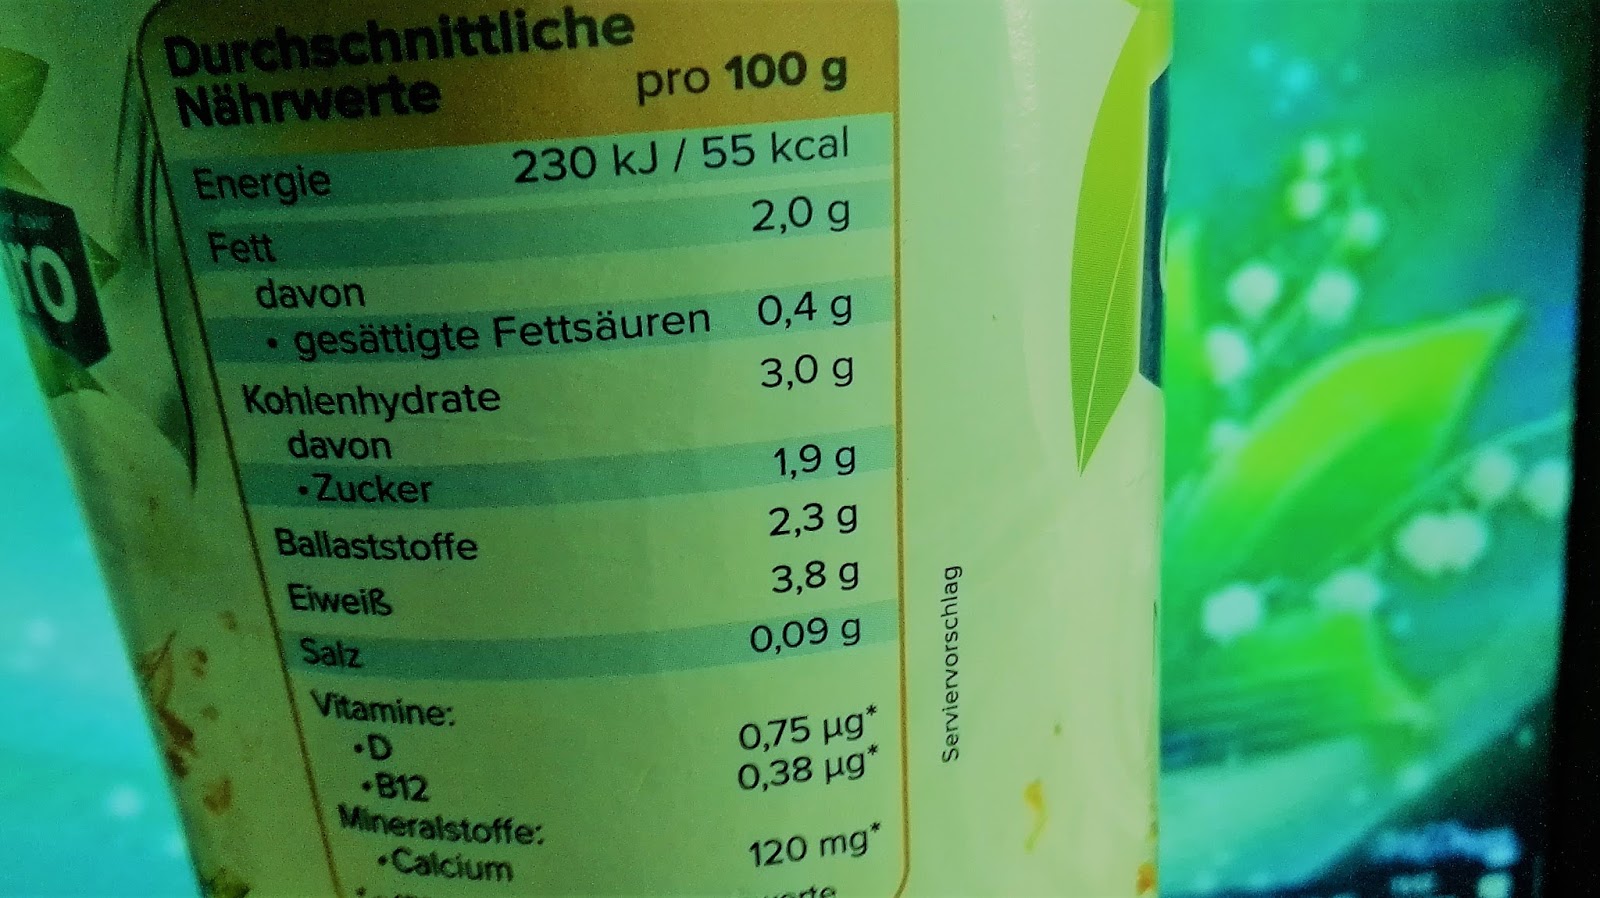 Durchschnittliche
Nährwerte pro 100 g
Energie 230 kJ / 55 kcal
Fett 2,0 g
davon
• gesättigte Fettsäuren 0,4 g
Kohlenhydrate 3,0 g
davon
• Zucker 1,9 g
Ballaststoffe 2,3 g
Eiweiß 3,8 g
Salz 0,09 g
Vitamine:
• D 0,75 µg*
• B12 0,38 µg*
Mineralstoffe:
• Calcium 120 mg*
Serviervorschlag
ro